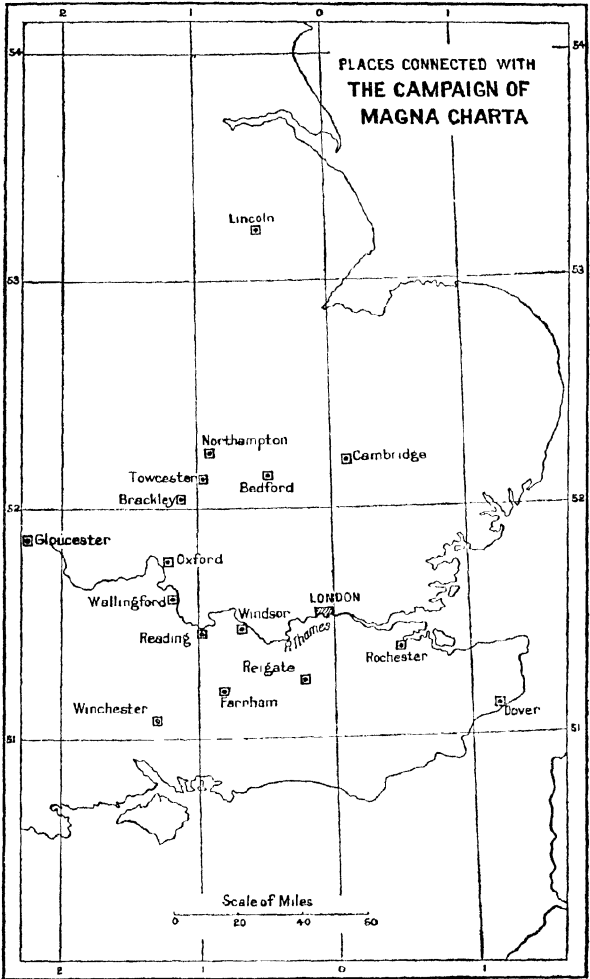 2 1 0 1
54 54
PLACES CONNECTED WITH
THE CAMPAIGN OF
MAGNA CHARTA
Lincoln
53 53
Northampton
Cambridge
Towcester
Bedford
Brackley
52 52
Gloucester
Oxford
Wallingford
LONDON
Windsor
Reading
R. Thames
Rochester
Reigate
Farnham
Winchester
Dover
51 51
Scale of Miles
0 20 40 60
2 1 0 1